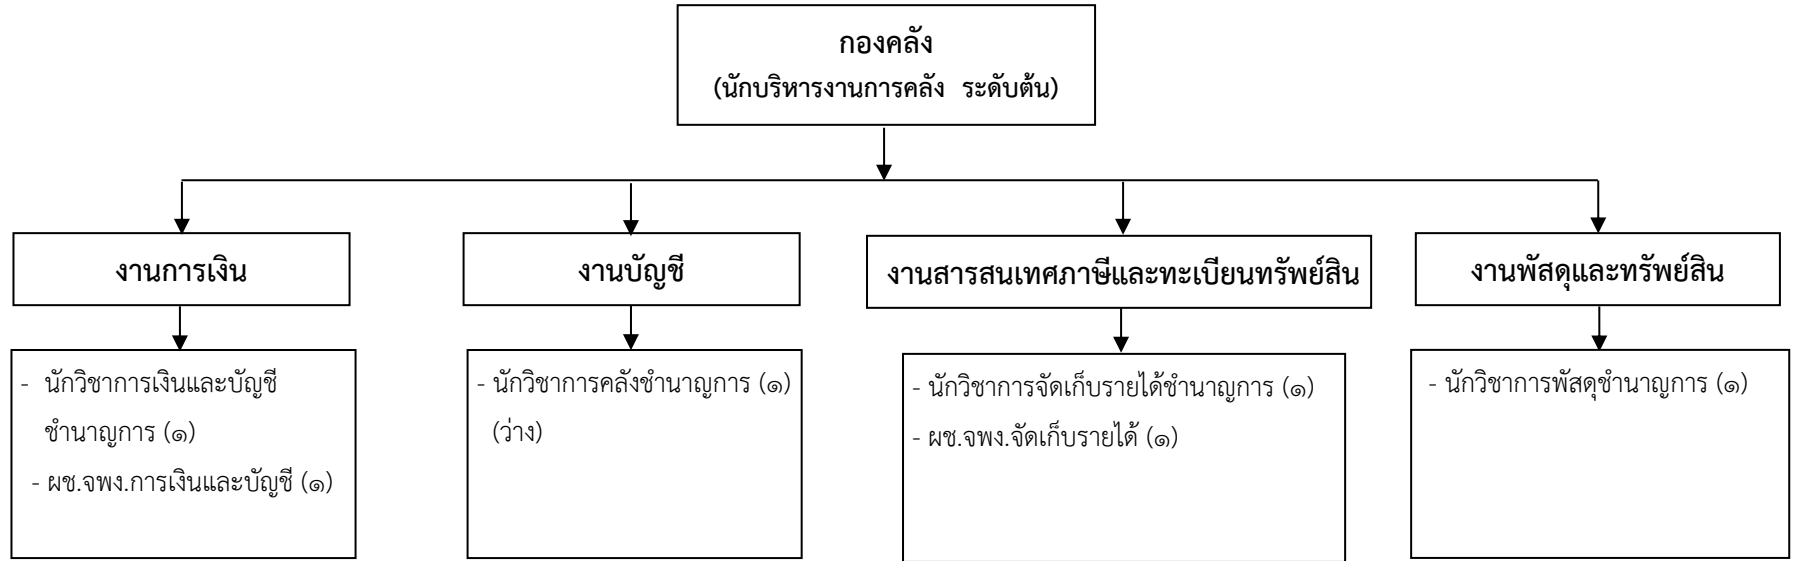 กองคลัง
(นักบริหารงานการคลัง ระดับต้น)
งานการเงิน
งานบัญชี
งานสารสนเทศภาษีและทะเบียนทรัพย์สิน
งานพัสดุและทรัพย์สิน
- นักวิชาการเงินและบัญชี
ชำนาญการ (๑)
- ผช.จพง.การเงินและบัญชี (๑)
- นักวิชาการคลังชำนาญการ (๑)
(ว่าง)
- นักวิชาการจัดเก็บรายได้ชำนาญการ (๑)
- ผช.จพง.จัดเก็บรายได้ (๑)
- นักวิชาการพัสดุชำนาญการ (๑)